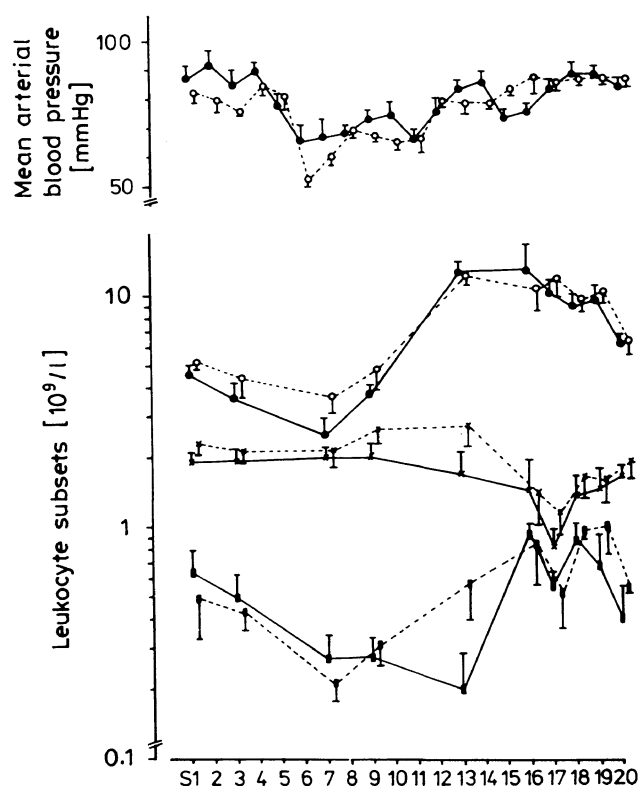 Mean arterial
blood pressure
[mmHg]
100
50
Leukocyte subsets [10⁹/l]
10
1
0.1
S1 2 3 4 5 6 7 8 9 10 11 12 13 14 15 16 17 18 19 20